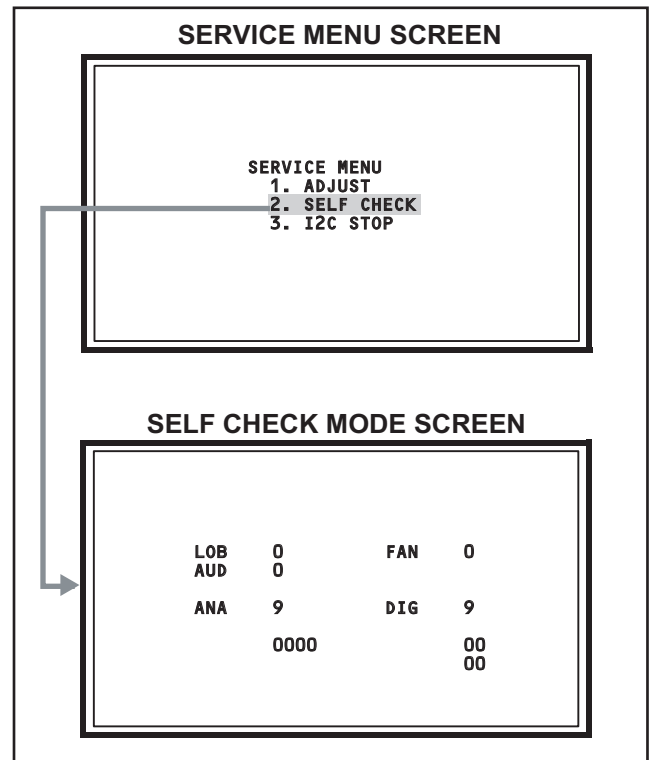 SERVICE MENU SCREEN
SERVICE MENU
1. ADJUST
2. SELF CHECK
3. I2C STOP
SELF CHECK MODE SCREEN
LOB 0 FAN 0
AUD 0
ANA 9 DIG 9
0000 00
00